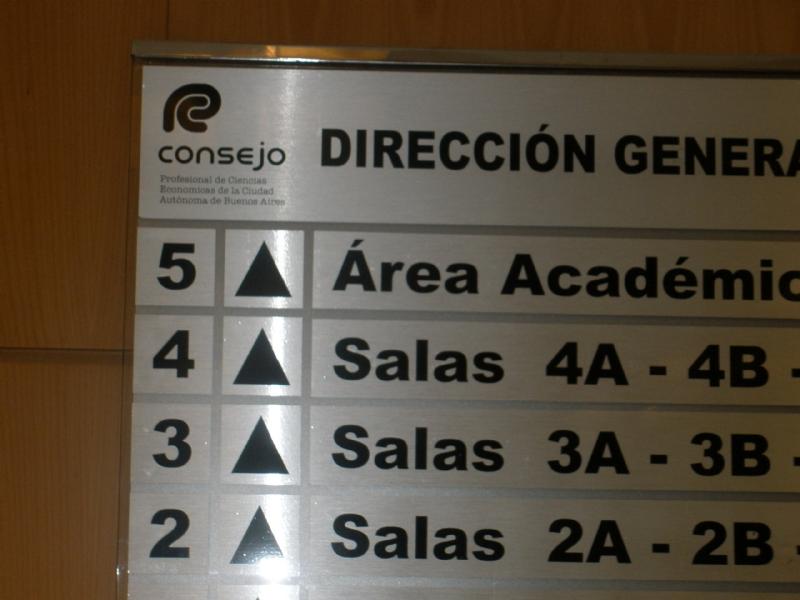 consejo
Profesional de Ciencias
Economicas de la Ciudad
Autónoma de Buenos Aires
DIRECCIÓN GENERA
5 ▲ Área Académic
4 ▲ Salas 4A - 4B -
3 ▲ Salas 3A - 3B -
2 ▲ Salas 2A - 2B -